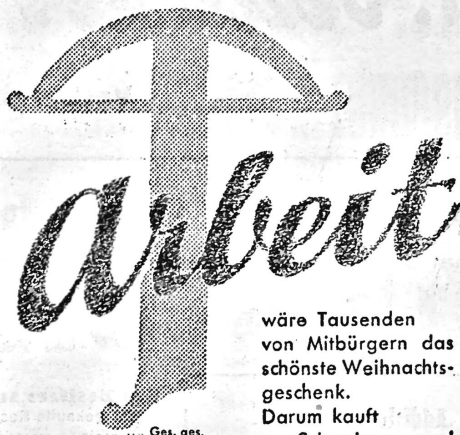 Arbeit
wäre Tausenden
von Mitbürgern das
schönste Weihnachts-
geschenk.
Darum kauft
Ges. ges.